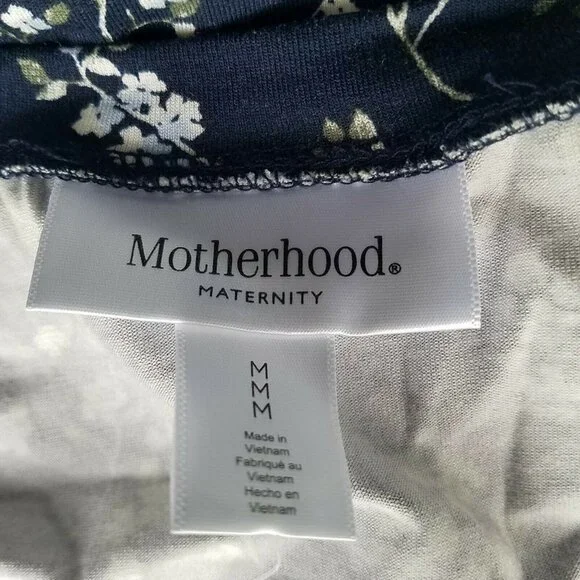 Motherhood®
MATERNITY
M
M
M
Made in
Vietnam
Fabriqué au
Vietnam
Hecho en
Vietnam